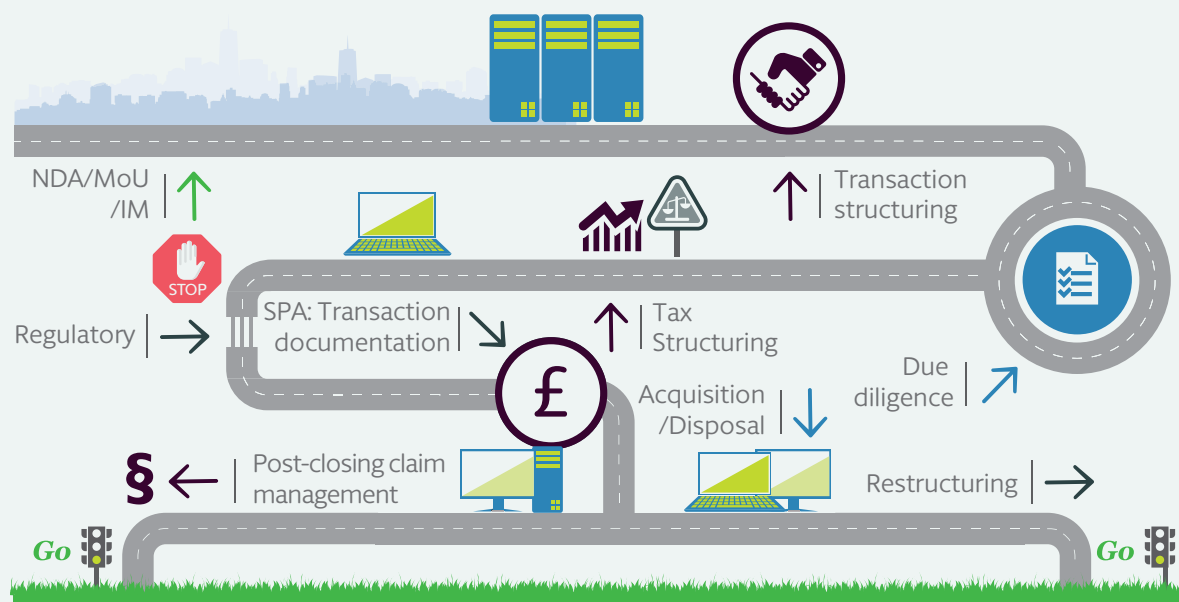 NDA/MoU
/IM
Transaction
structuring
STOP
Regulatory
SPA: Transaction
documentation
Tax
Structuring
£
Due
diligence
Acquisition
/Disposal
§
Post-closing claim
management
Restructuring
Go
Go